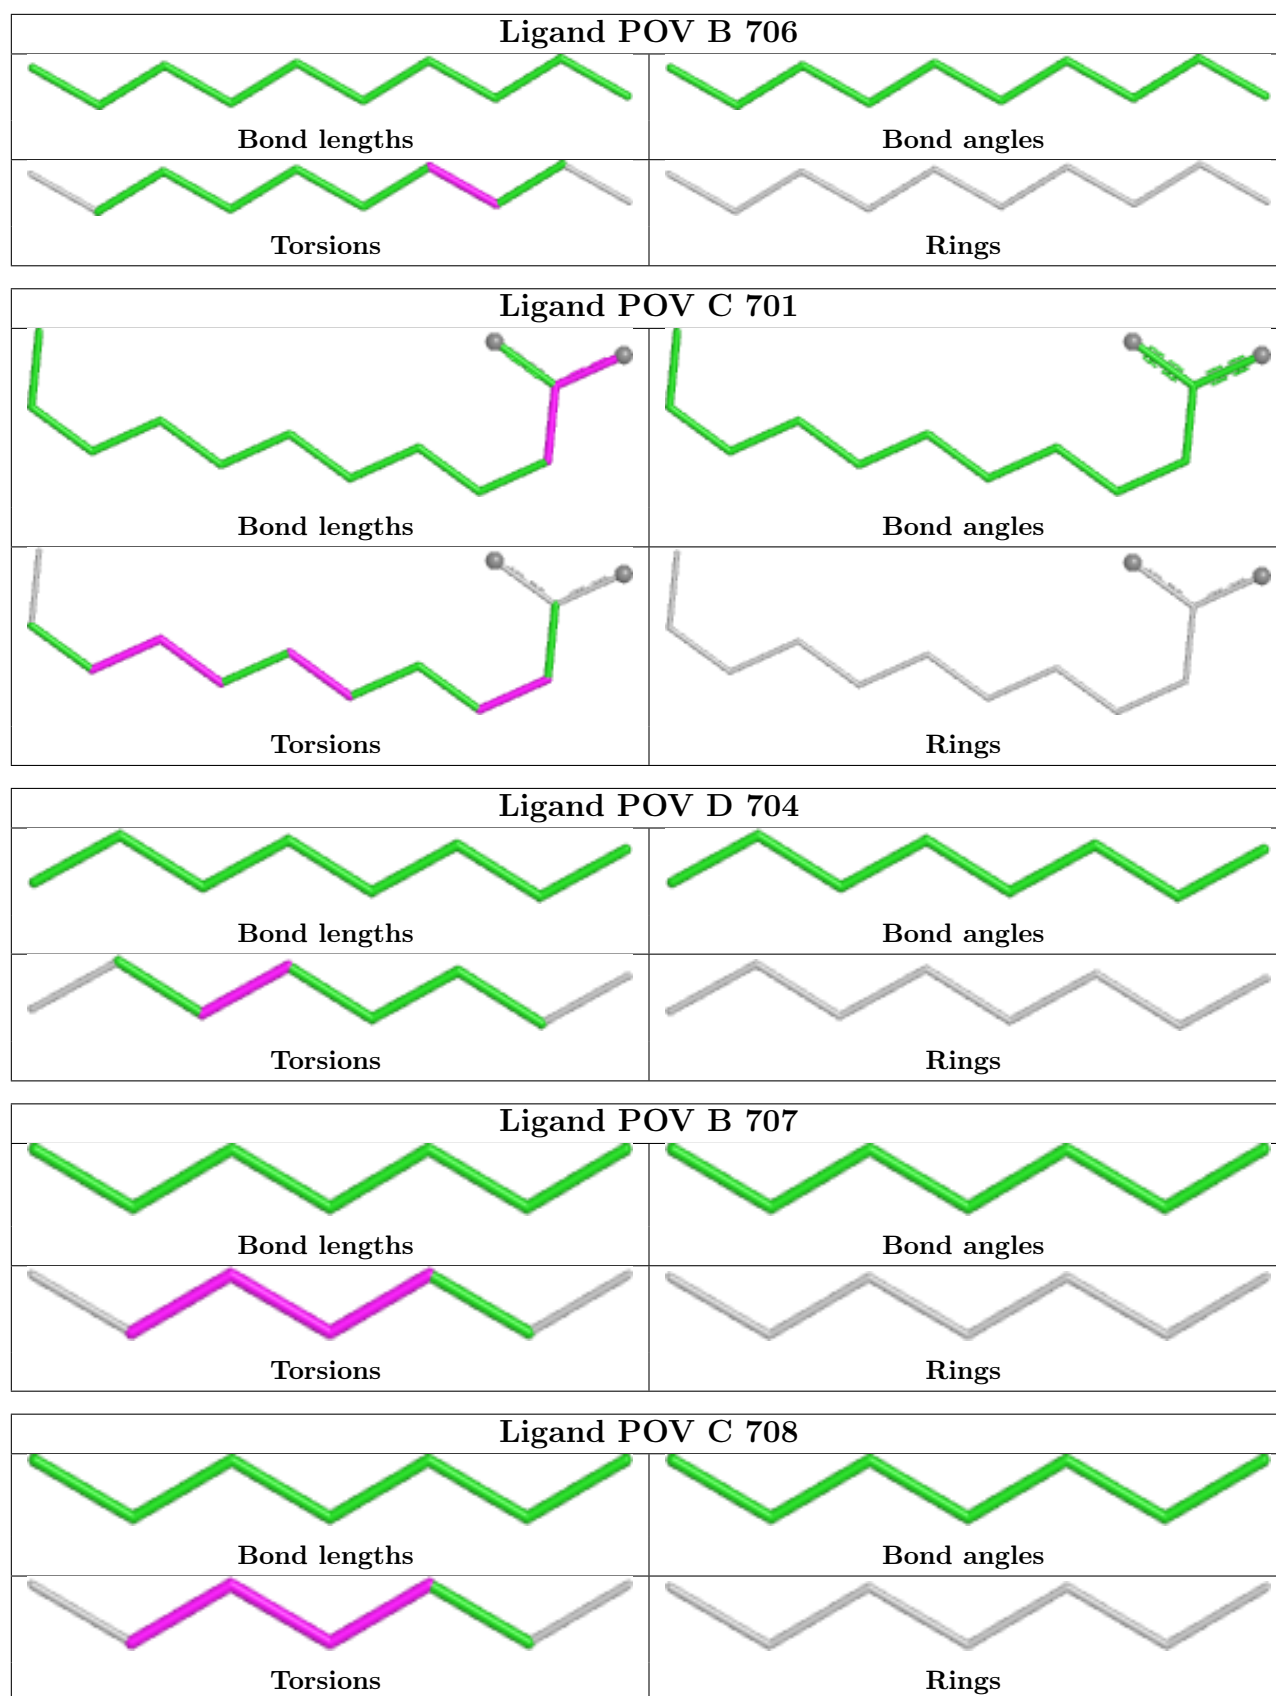 Ligand POV B 706
Bond lengths Bond angles
Torsions Rings
Ligand POV C 701
Bond lengths Bond angles
Torsions Rings
Ligand POV D 704
Bond lengths Bond angles
Torsions Rings
Ligand POV B 707
Bond lengths Bond angles
Torsions Rings
Ligand POV C 708
Bond lengths Bond angles
Torsions Rings